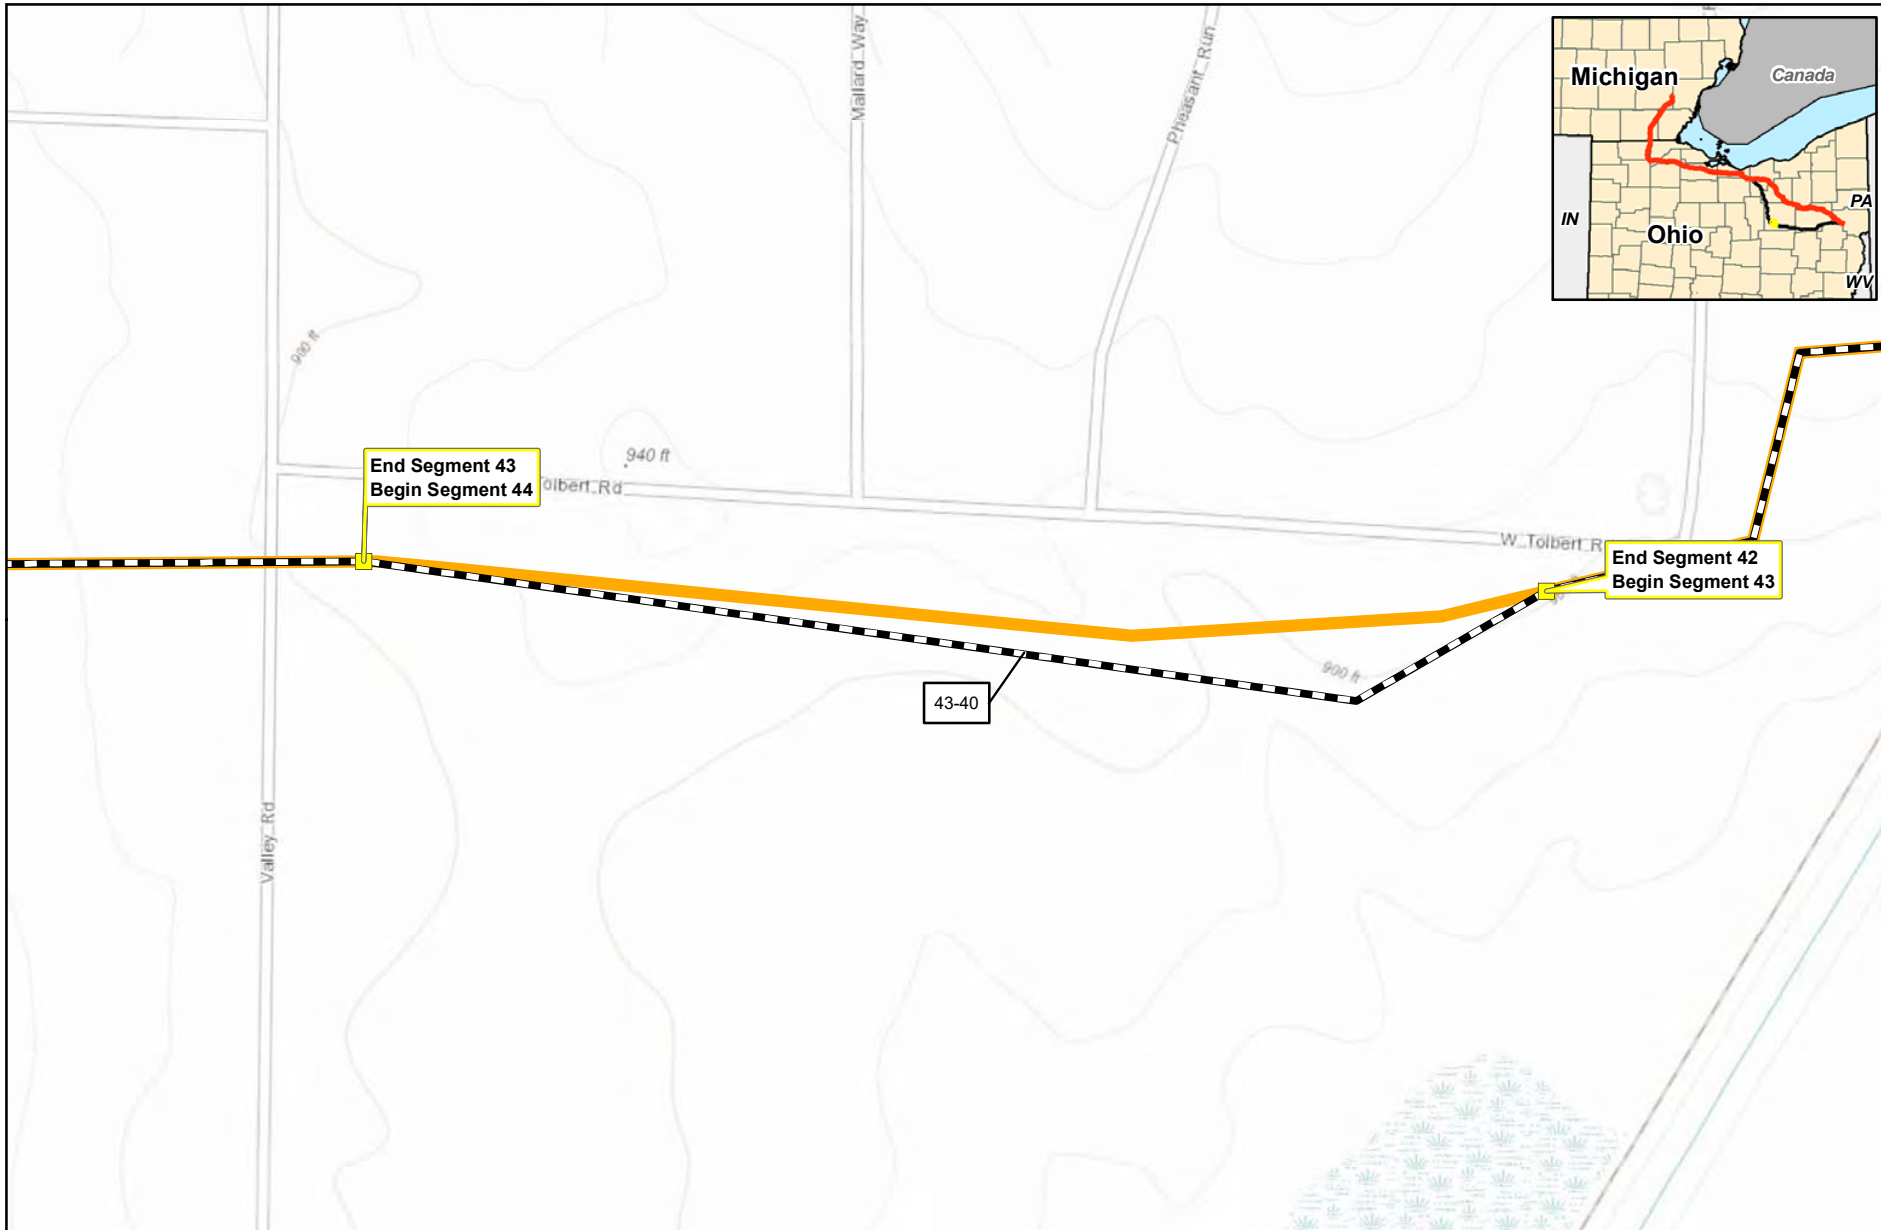 Mallard Way
Pheasant Run
Michigan
Canada
IN
Ohio
PA
WV
900 ft
End Segment 43
Begin Segment 44
940 ft
olbert Rd
W Tolbert R
End Segment 42
Begin Segment 43
900 ft
43-40
Valley Rd